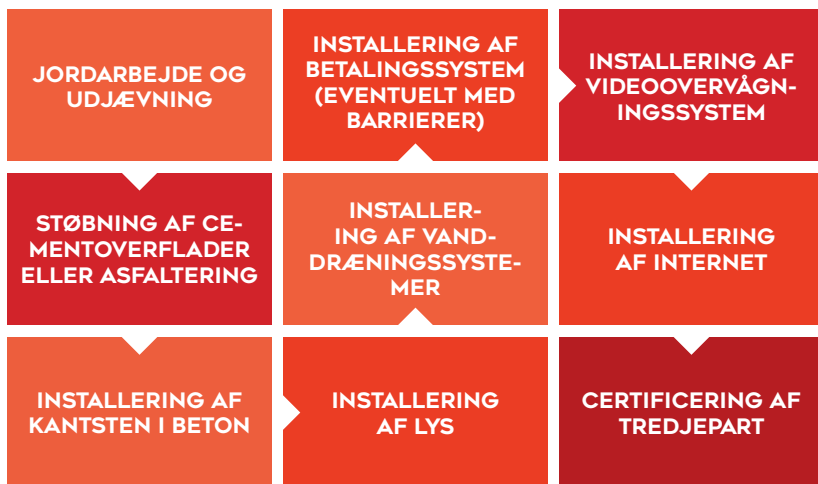 JORDARBEJDE OG
UDJÆVNING
STØBNING AF CE-
MENTOVERFLADER
ELLER ASFALTERING
INSTALLERING AF
KANTSTEN I BETON
INSTALLERING
AF LYS
INSTALLER-
ING AF VAND-
DRÆNINGSSYSTE-
MER
INSTALLERING AF
BETALINGSSYSTEM
(EVENTUELT MED
BARRIERER)
INSTALLERING AF
VIDEOOVERVÅGN-
INGSSYSTEM
INSTALLERING
AF INTERNET
CERTIFICERING AF
TREDJEPART